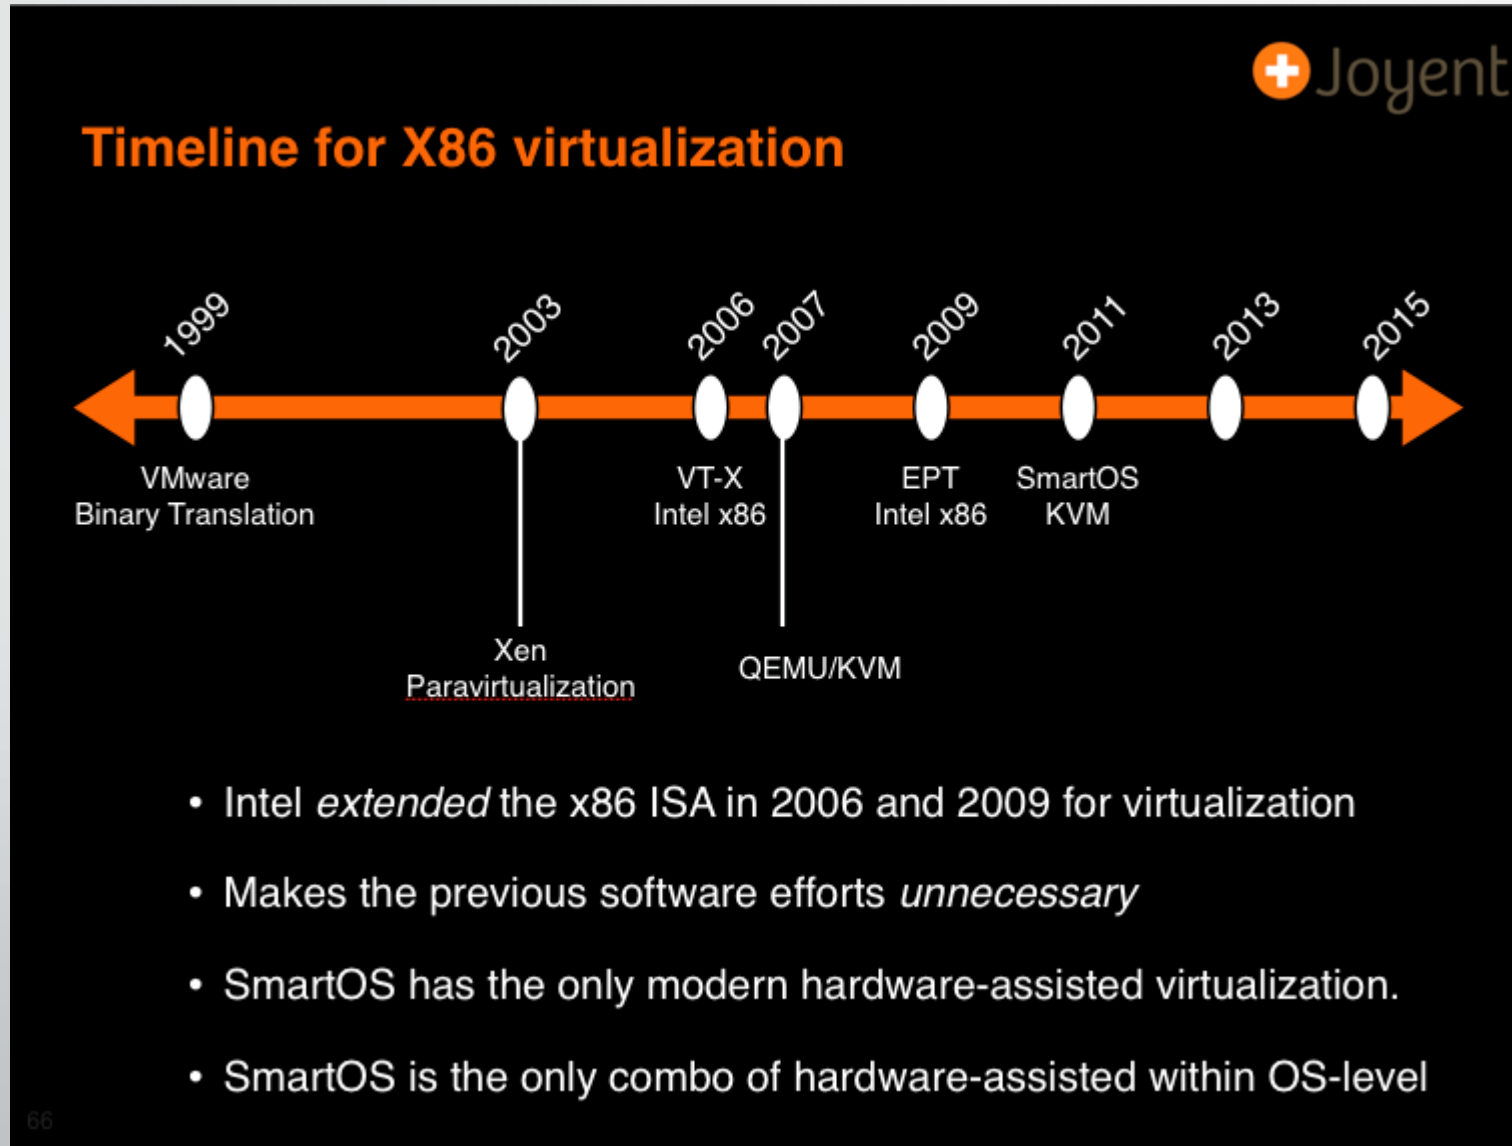 Joyent
Timeline for X86 virtualization
1999
2003
2006
2007
2009
2011
2013
2015
VMware
Binary Translation
VT-X
Intel x86
EPT
Intel x86
SmartOS
KVM
Xen
Paravirtualization
QEMU/KVM
• Intel extended the x86 ISA in 2006 and 2009 for virtualization
• Makes the previous software efforts unnecessary
• SmartOS has the only modern hardware-assisted virtualization.
• SmartOS is the only combo of hardware-assisted within OS-level
66